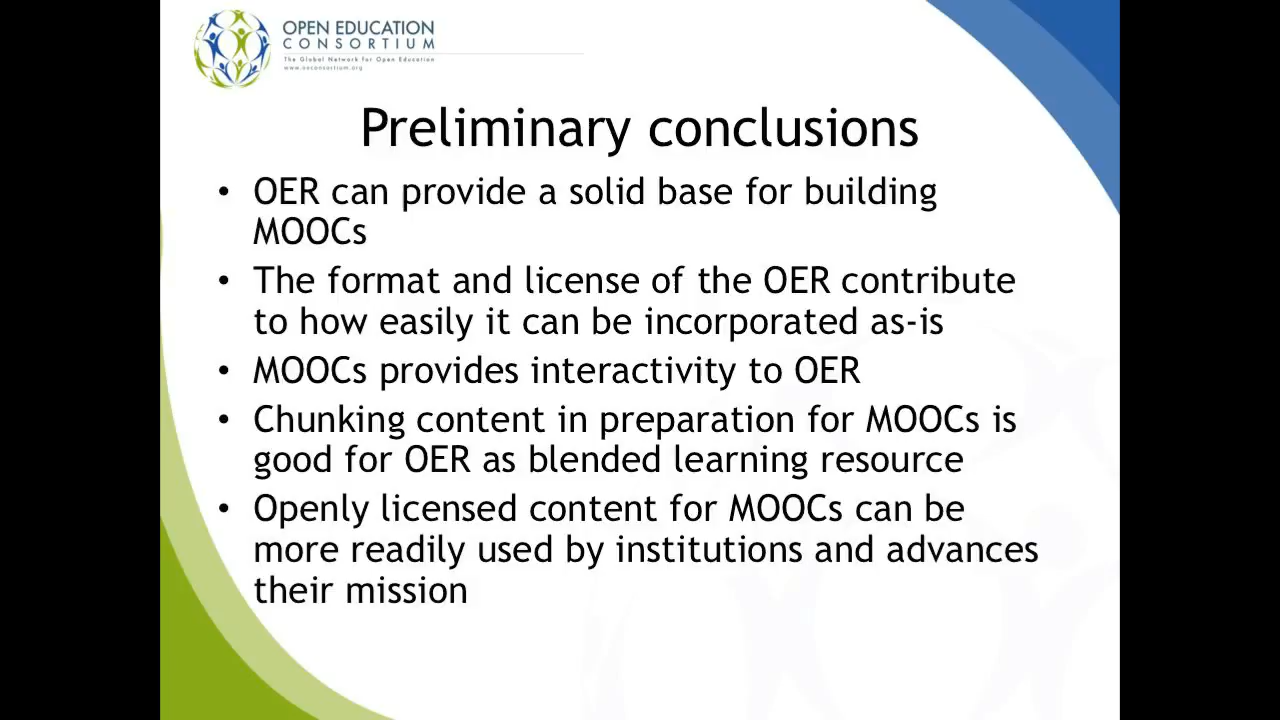 OPEN EDUCATION
CONSORTIUM
The Global Network for Open Education
www.oeconsortium.org
Preliminary conclusions
• OER can provide a solid base for building
MOOCs
• The format and license of the OER contribute
to how easily it can be incorporated as-is
• MOOCs provides interactivity to OER
• Chunking content in preparation for MOOCs is
good for OER as blended learning resource
• Openly licensed content for MOOCs can be
more readily used by institutions and advances
their mission